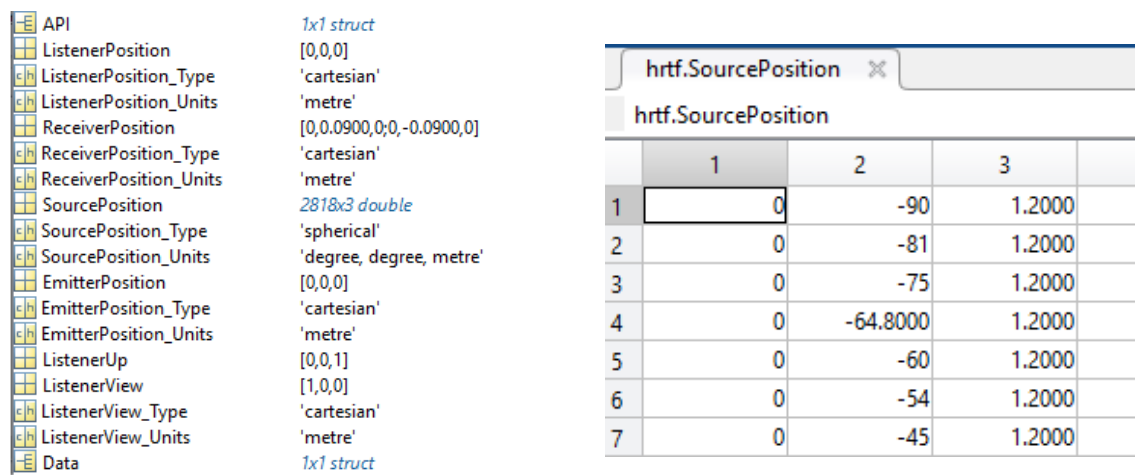 API 1x1 struct
ListenerPosition [0,0,0]
ListenerPosition_Type 'cartesian'
ListenerPosition_Units 'metre'
ReceiverPosition [0,0.0900,0;0,-0.0900,0]
ReceiverPosition_Type 'cartesian'
ReceiverPosition_Units 'metre'
SourcePosition 2818x3 double
SourcePosition_Type 'spherical'
SourcePosition_Units 'degree, degree, metre'
EmitterPosition [0,0,0]
EmitterPosition_Type 'cartesian'
EmitterPosition_Units 'metre'
ListenerUp [0,0,1]
ListenerView [1,0,0]
ListenerView_Type 'cartesian'
ListenerView_Units 'metre'
Data 1x1 struct
hrtf.SourcePosition
hrtf.SourcePosition
1 2 3
1 0 -90 1.2000
2 0 -81 1.2000
3 0 -75 1.2000
4 0 -64.8000 1.2000
5 0 -60 1.2000
6 0 -54 1.2000
7 0 -45 1.2000